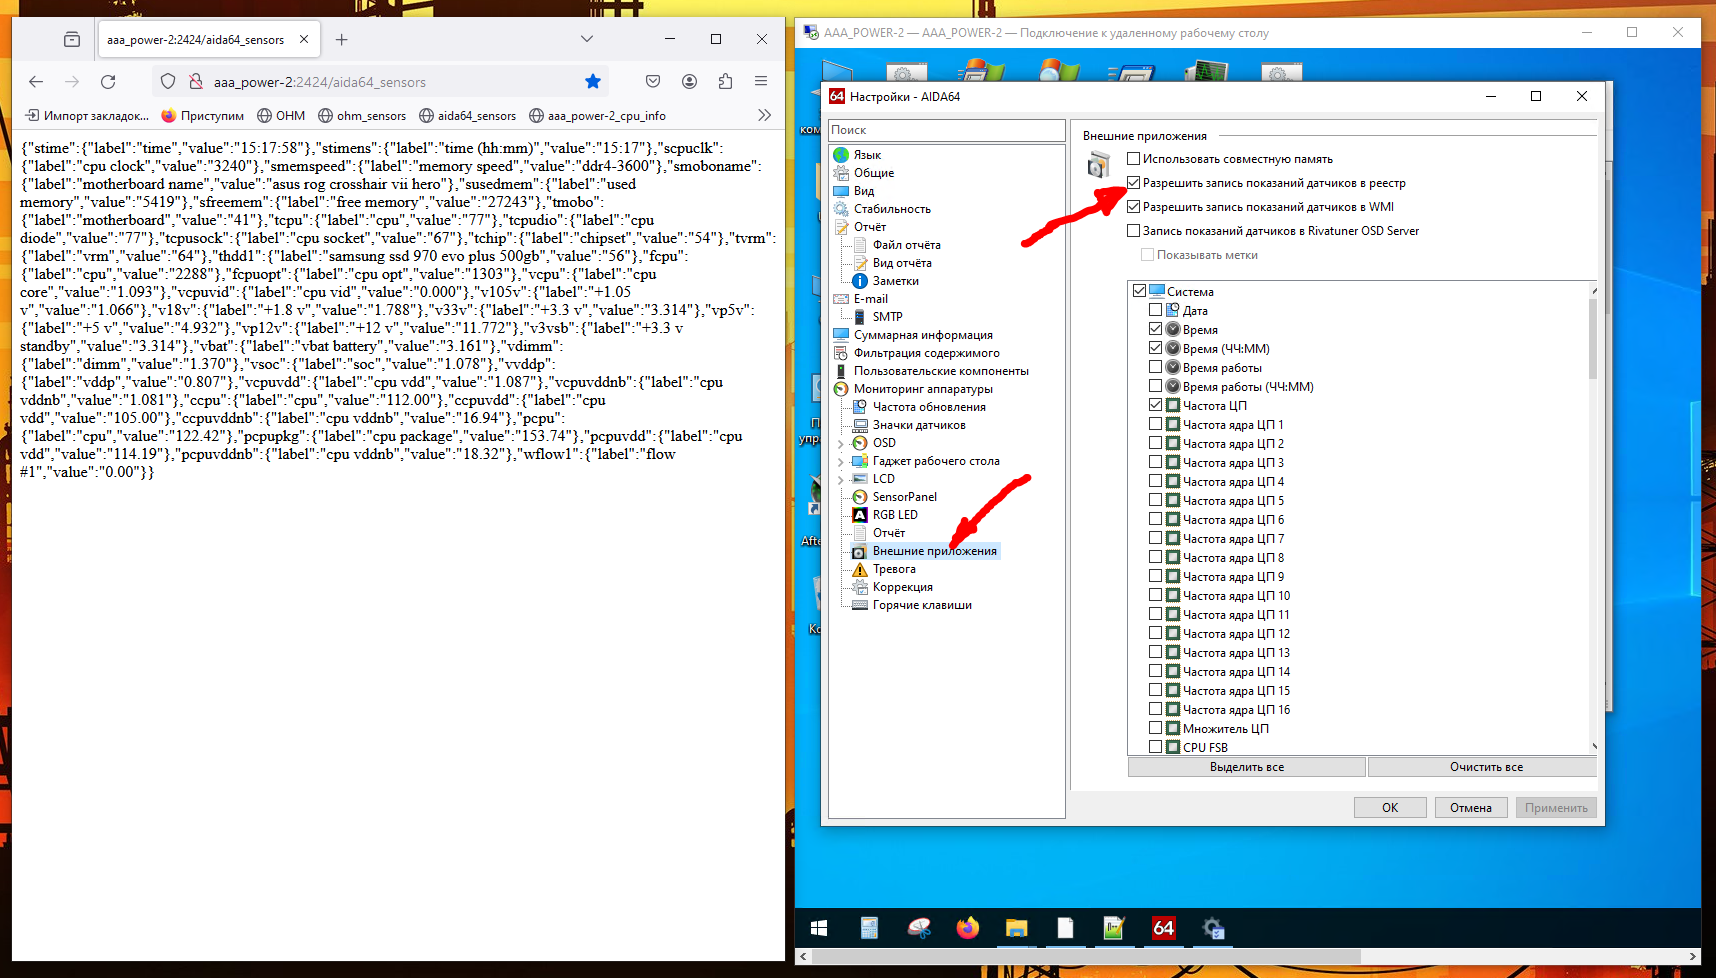 aaa_power-2:2424/aida64_sensors
aaa_power-2:2424/aida64_sensors
Импорт закладок...
Приступим
OHM
ohm_sensors
aida64_sensors
aaa_power-2_cpu_info
{"stime":{"label":"time","value":"15:17:58"},"stimens":{"label":"time (hh:mm)","value":"15:17"},"scpuclk":
{"label":"cpu clock","value":"3240"},"smemspeed":{"label":"memory speed","value":"ddr4-3600"},"smoboname":
{"label":"motherboard name","value":"asus rog crosshair vii hero"},"susedmem":{"label":"used
memory","value":"5419"},"sfreemem":{"label":"free memory","value":"27243"},"tmobo":
{"label":"motherboard","value":"41"},"tcpu":{"label":"cpu","value":"77"},"tcpudio":{"label":"cpu
diode","value":"77"},"tcpusock":{"label":"cpu socket","value":"67"},"tchip":{"label":"chipset","value":"54"},"tvrm":
{"label":"vrm","value":"64"},"thdd1":{"label":"samsung ssd 970 evo plus 500gb","value":"56"},"fcpu":
{"label":"cpu","value":"2288"},"fcpuopt":{"label":"cpu opt","value":"1303"},"vcpu":{"label":"cpu
core","value":"1.093"},"vcpuvid":{"label":"cpu vid","value":"0.000"},"v105v":{"label":"+1.05
v","value":"1.066"},"v18v":{"label":"+1.8 v","value":"1.788"},"v33v":{"label":"+3.3 v","value":"3.314"},"vp5v":
{"label":"+5 v","value":"4.932"},"vp12v":{"label":"+12 v","value":"11.772"},"v3vsb":{"label":"+3.3 v
standby","value":"3.314"},"vbat":{"label":"vbat battery","value":"3.161"},"vdimm":
{"label":"dimm","value":"1.370"},"vsoc":{"label":"soc","value":"1.078"},"vvddp":
{"label":"vddp","value":"0.807"},"vcpuvdd":{"label":"cpu vdd","value":"1.087"},"vcpuvddnb":{"label":"cpu
vddnb","value":"1.081"},"ccpu":{"label":"cpu","value":"112.00"},"ccpuvdd":{"label":"cpu
vdd","value":"105.00"},"ccpuvddnb":{"label":"cpu vddnb","value":"16.94"},"pcpu":
{"label":"cpu","value":"122.42"},"pcpupkg":{"label":"cpu package","value":"153.74"},"pcpuvdd":{"label":"cpu
vdd","value":"114.19"},"pcpuvddnb":{"label":"cpu vddnb","value":"18.32"},"wflow1":{"label":"flow
#1","value":"0.00"}}
AAA_POWER-2 — AAA_POWER-2 — Подключение к удаленному рабочему столу
64 Настройки - AIDA64
Поиск
Язык
Общие
Вид
Стабильность
Отчёт
Файл отчёта
Вид отчёта
Заметки
E-mail
SMTP
Суммарная информация
Фильтрация содержимого
Пользовательские компоненты
Мониторинг аппаратуры
Частота обновления
Значки датчиков
OSD
Гаджет рабочего стола
LCD
SensorPanel
RGB LED
Отчёт
Внешние приложения
Тревога
Коррекция
Горячие клавиши
Внешние приложения
Использовать совместную память
Разрешить запись показаний датчиков в реестр
Разрешить запись показаний датчиков в WMI
Запись показаний датчиков в Rivatuner OSD Server
Показывать метки
Система
Дата
Время
Время (ЧЧ:ММ)
Время работы
Время работы (ЧЧ:ММ)
Частота ЦП
Частота ядра ЦП 1
Частота ядра ЦП 2
Частота ядра ЦП 3
Частота ядра ЦП 4
Частота ядра ЦП 5
Частота ядра ЦП 6
Частота ядра ЦП 7
Частота ядра ЦП 8
Частота ядра ЦП 9
Частота ядра ЦП 10
Частота ядра ЦП 11
Частота ядра ЦП 12
Частота ядра ЦП 13
Частота ядра ЦП 14
Частота ядра ЦП 15
Частота ядра ЦП 16
Множитель ЦП
CPU FSB
Выделить все
Очистить все
OK
Отмена
Применить
64